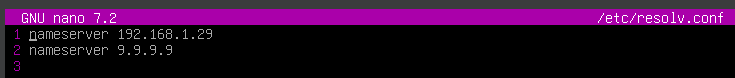 GNU nano 7.2 /etc/resolv.conf
1 nameserver 192.168.1.29
2 nameserver 9.9.9.9
3